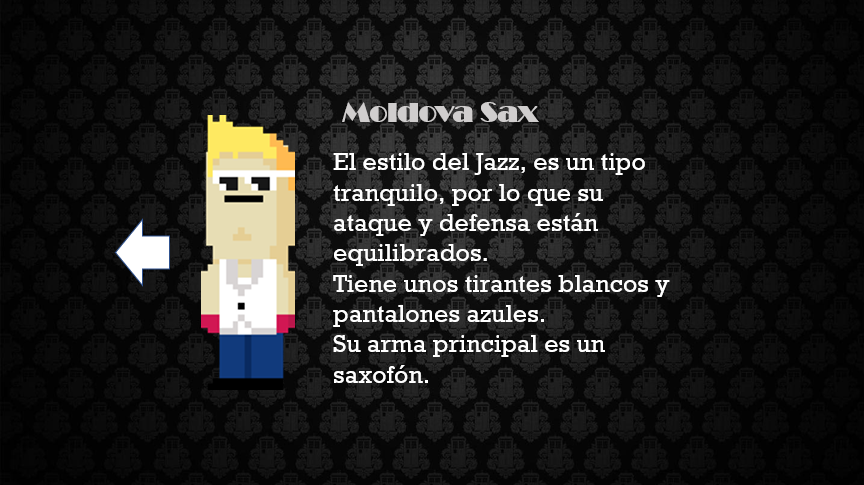 Moldova Sax
El estilo del Jazz, es un tipo
tranquilo, por lo que su
ataque y defensa están
equilibrados.
Tiene unos tirantes blancos y
pantalones azules.
Su arma principal es un
saxofón.